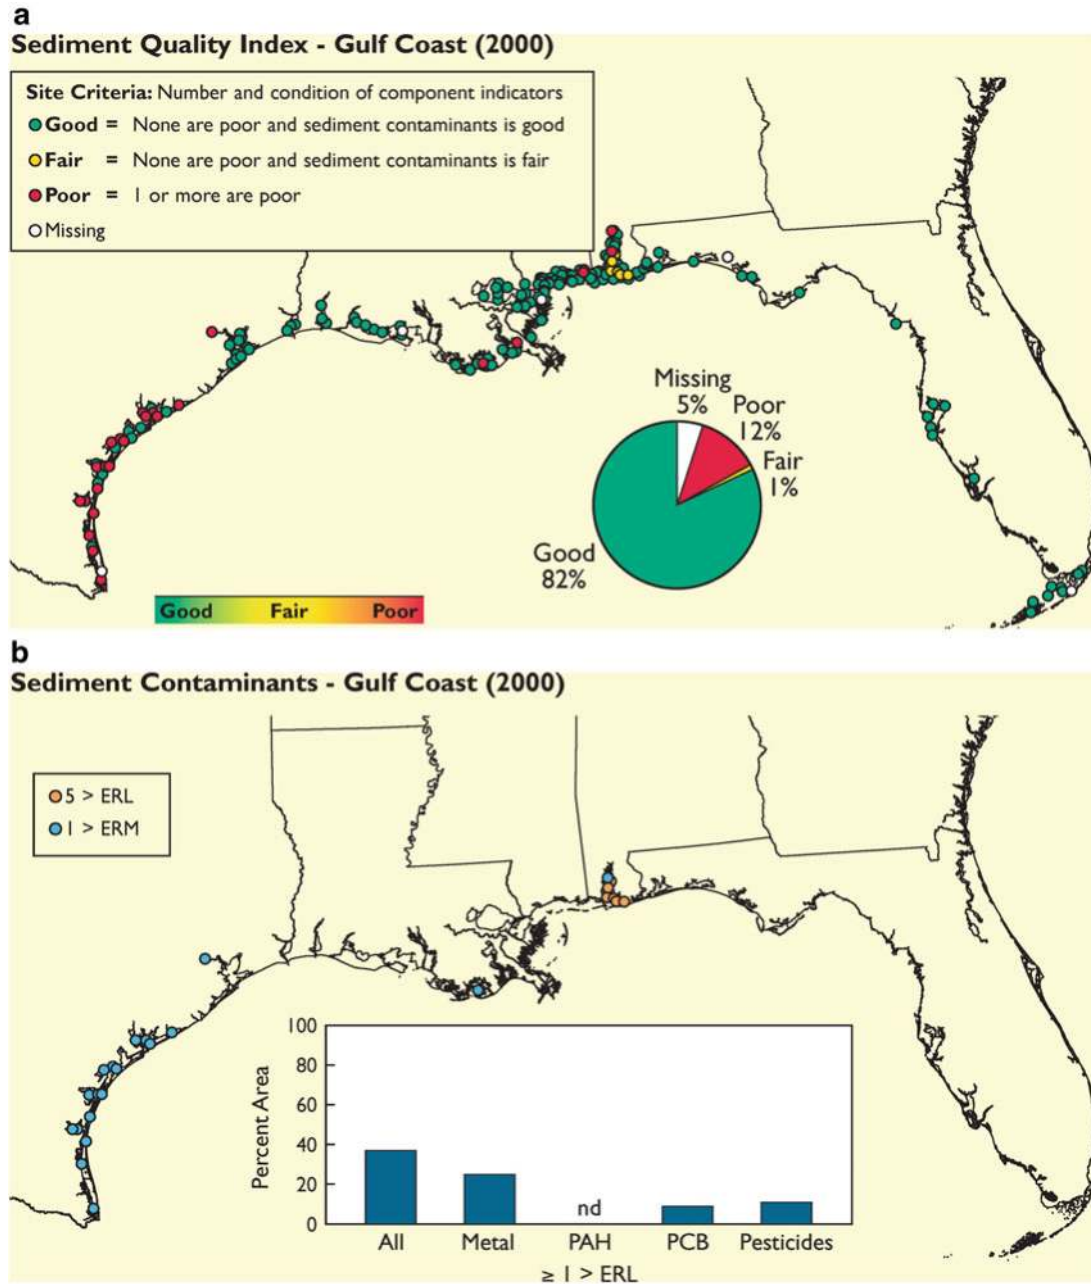 a
Sediment Quality Index - Gulf Coast (2000)
Site Criteria: Number and condition of component indicators
Good = None are poor and sediment contaminants is good
Fair = None are poor and sediment contaminants is fair
Poor = 1 or more are poor
Missing
Missing
5%
Poor
12%
Fair
1%
Good
82%
Good Fair Poor
b
Sediment Contaminants - Gulf Coast (2000)
5 > ERL
1 > ERM
Percent Area
100
80
60
40
20
0
nd
All Metal PAH PCB Pesticides
≥ 1 > ERL